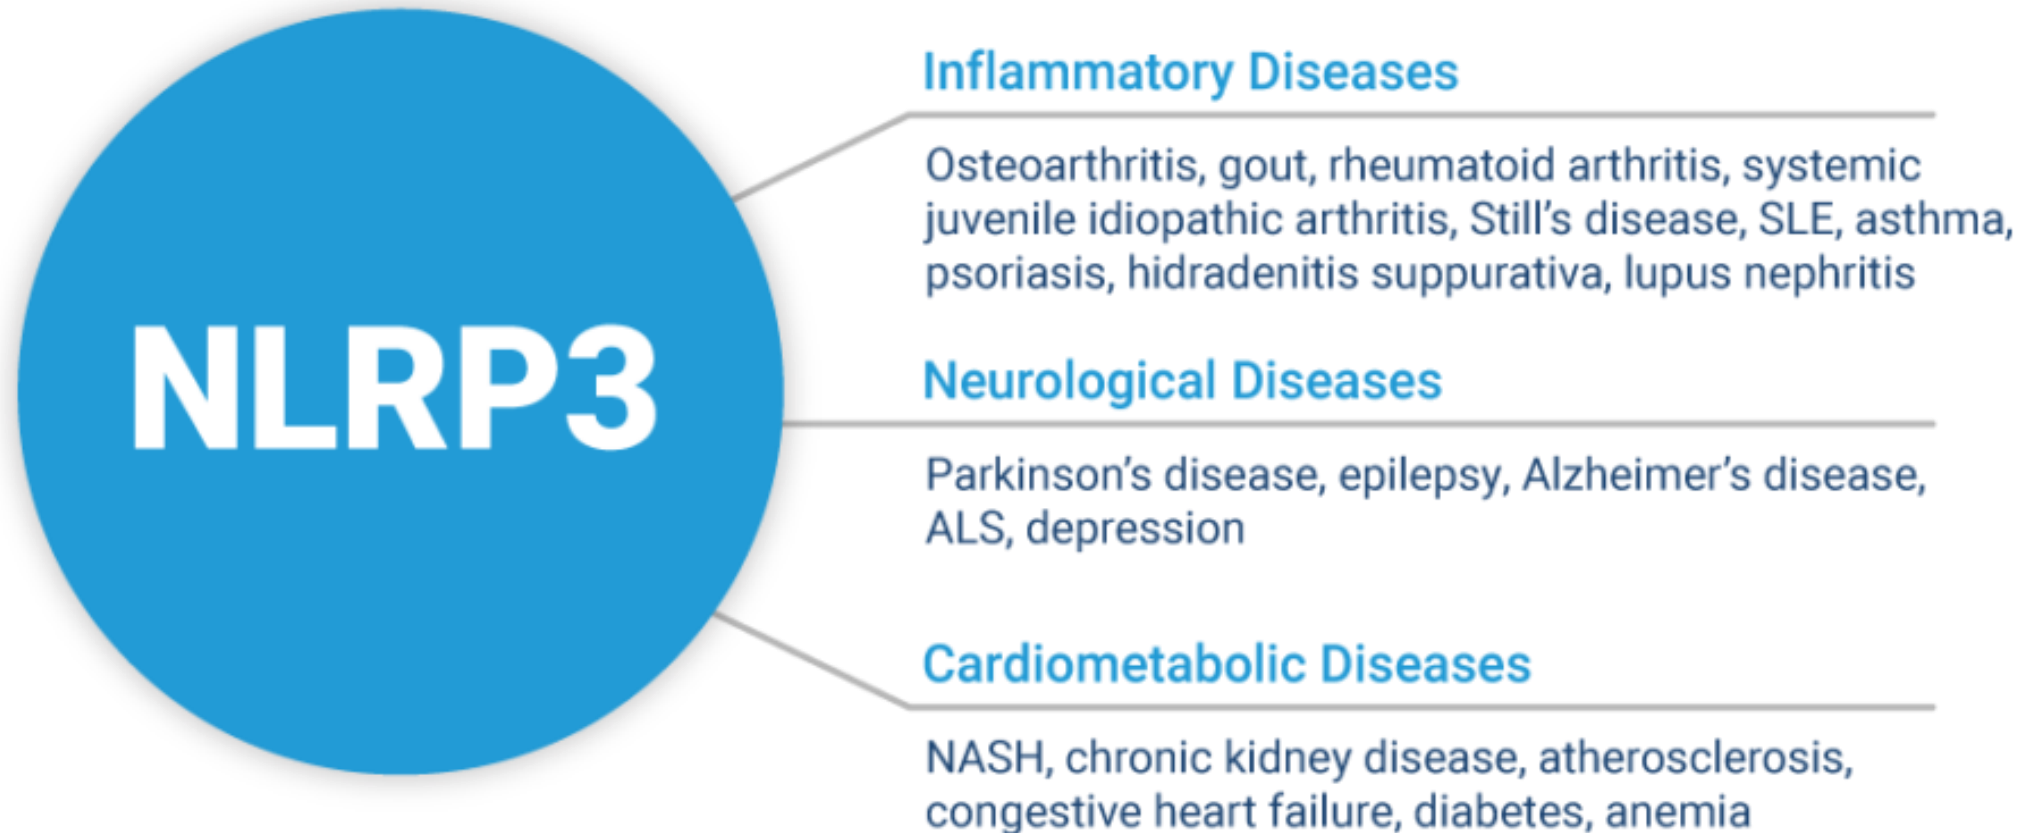 NLRP3
Inflammatory Diseases
Osteoarthritis, gout, rheumatoid arthritis, systemic
juvenile idiopathic arthritis, Still’s disease, SLE, asthma,
psoriasis, hidradenitis suppurativa, lupus nephritis
Neurological Diseases
Parkinson’s disease, epilepsy, Alzheimer’s disease,
ALS, depression
Cardiometabolic Diseases
NASH, chronic kidney disease, atherosclerosis,
congestive heart failure, diabetes, anemia